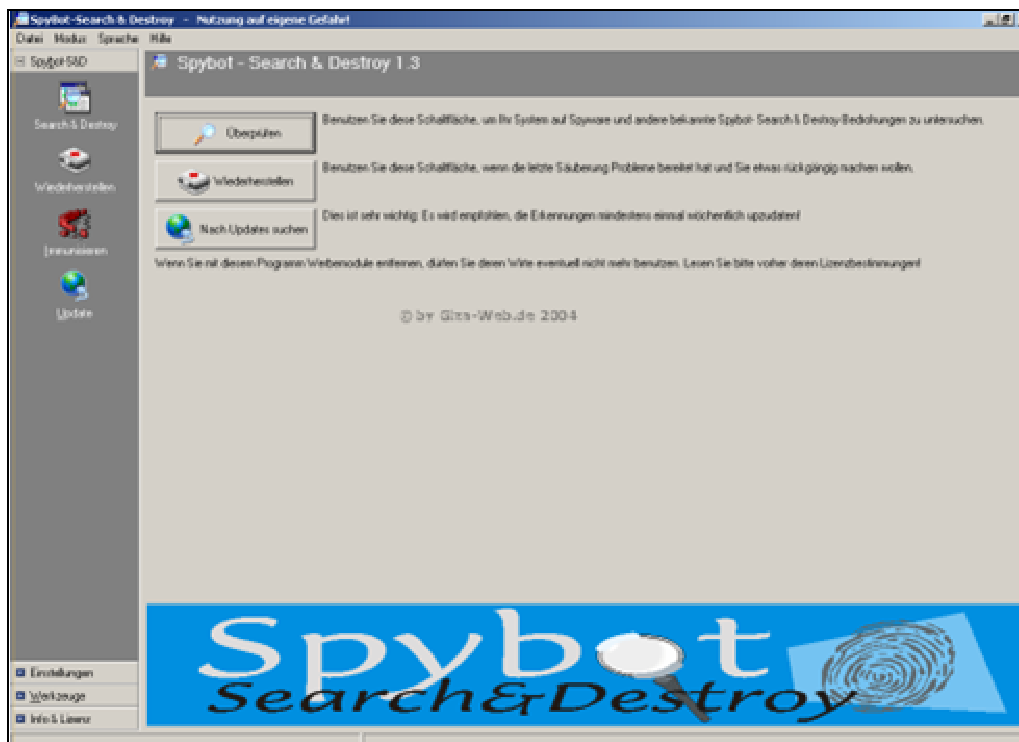 SpyBot-Search & Destroy - Nutzung auf eigene Gefahr!
Datei Modus Sprache Hilfe
Spybot-S&D
Spybot - Search & Destroy 1.3
Search & Destroy
Wiederherstellen
Immunisieren
Update
Überprüfen
Benutzen Sie diese Schaltfläche, um Ihr System auf Spyware und andere bekannte Spybot- Search & Destroy-Bedrohungen zu untersuchen.
Wiederherstellen
Benutzen Sie diese Schaltfläche, wenn die letzte Säuberung Probleme bereitet hat und Sie etwas rückgängig machen wollen.
Nach Updates suchen
Dies ist sehr wichtig: Es wird empfohlen, die Erkennungen mindestens einmal wöchentlich upzudaten!
Wenn Sie mit diesem Programm Werbemodule entfernen, dürfen Sie deren Wirte eventuell nicht mehr benutzen. Lesen Sie bitte vorher deren Lizenzbestimmungen!
© by Giza-Web.de 2004
Einstellungen
Werkzeuge
Info & Lizenz
Spybot
Search&Destroy